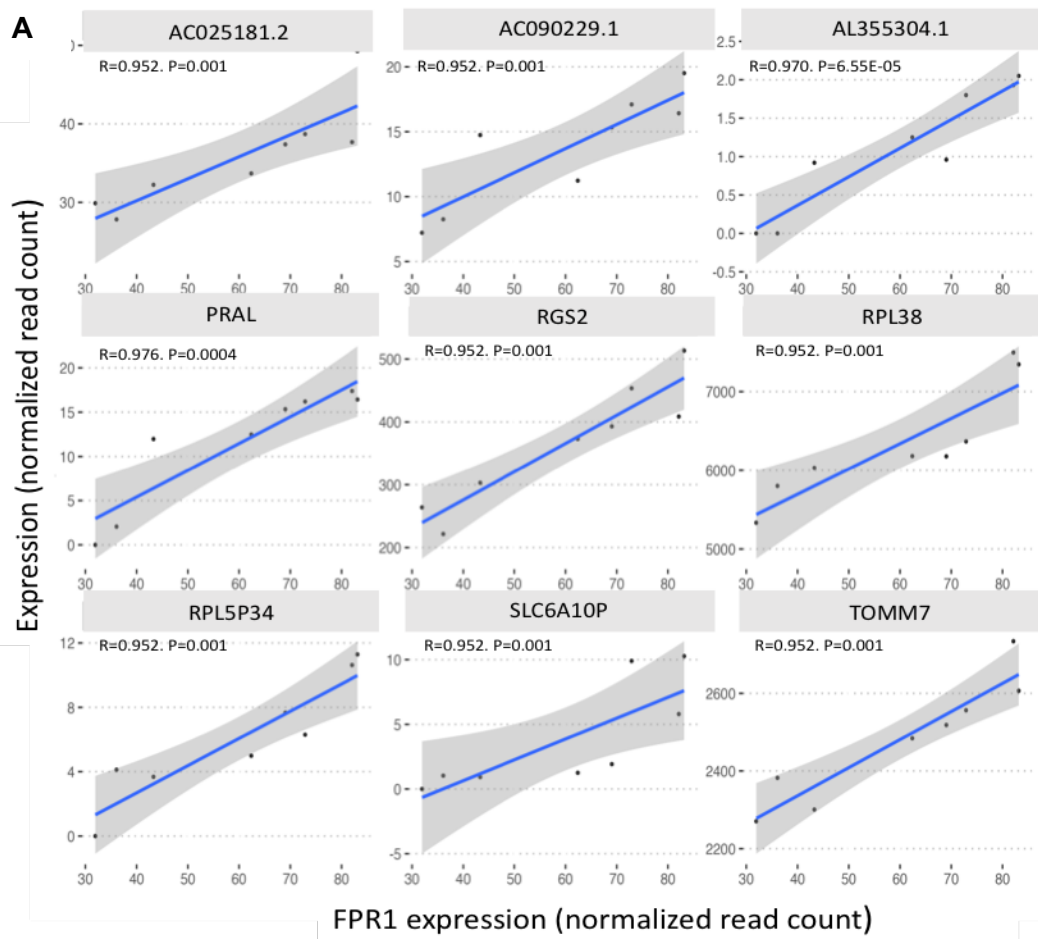 A
AC025181.2
AC090229.1
AL355304.1
R=0.952. P=0.001
R=0.952. P=0.001
R=0.970. P=6.55E-05
40
30
20
15
10
5
2.5
2.0
1.5
1.0
0.5
0.0
-0.5
30 40 50 60 70 80
30 40 50 60 70 80
30 40 50 60 70 80
PRAL
RGS2
RPL38
R=0.976. P=0.0004
R=0.952. P=0.001
R=0.952. P=0.001
20
15
10
5
0
500
400
300
200
7000
6000
5000
30 40 50 60 70 80
30 40 50 60 70 80
30 40 50 60 70 80
RPL5P34
SLC6A10P
TOMM7
R=0.952. P=0.001
R=0.952. P=0.001
R=0.952. P=0.001
12
8
4
0
10
5
0
-5
2600
2400
2200
30 40 50 60 70 80
30 40 50 60 70 80
30 40 50 60 70 80
Expression (normalized read count)
FPR1 expression (normalized read count)